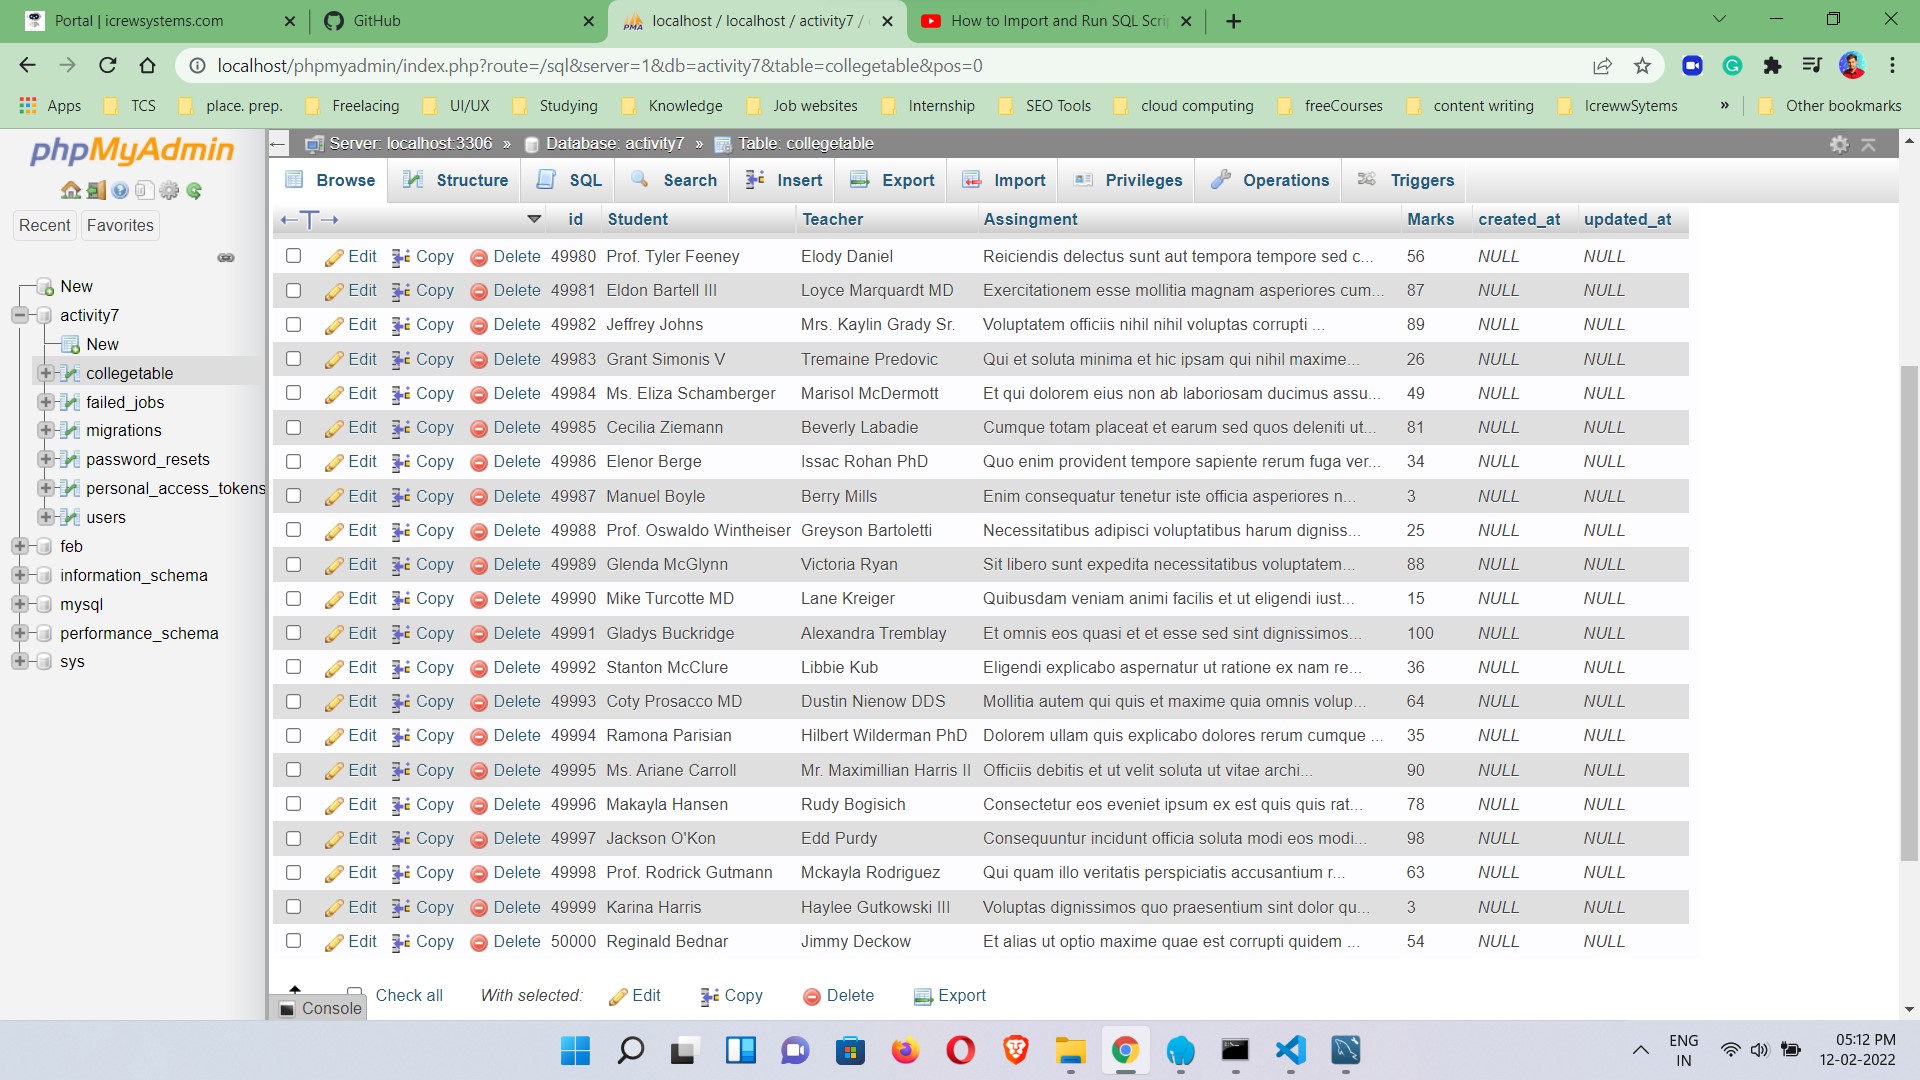 Portal | icrewsystems.com
GitHub
localhost / localhost / activity7 /
How to Import and Run SQL Scri
localhost/phpmyadmin/index.php?route=/sql&server=1&db=activity7&table=collegetable&pos=0
Apps TCS place. prep. Freelacing UI/UX Studying Knowledge Job websites Internship SEO Tools cloud computing freeCourses content writing IcrewwSytems » Other bookmarks
phpMyAdmin
Recent Favorites
New
activity7
New
collegetable
failed_jobs
migrations
password_resets
personal_access_tokens
users
feb
information_schema
mysql
performance_schema
sys
Server: localhost:3306 » Database: activity7 » Table: collegetable
Browse Structure SQL Search Insert Export Import Privileges Operations Triggers
←T→ id Student Teacher Assingment Marks created_at updated_at
Edit Copy Delete 49980 Prof. Tyler Feeney Elody Daniel Reiciendis delectus sunt aut tempora tempore sed c... 56 NULL NULL
Edit Copy Delete 49981 Eldon Bartell III Loyce Marquardt MD Exercitationem esse mollitia magnam asperiores cum... 87 NULL NULL
Edit Copy Delete 49982 Jeffrey Johns Mrs. Kaylin Grady Sr. Voluptatem officiis nihil nihil voluptas corrupti ... 89 NULL NULL
Edit Copy Delete 49983 Grant Simonis V Tremaine Predovic Qui et soluta minima et hic ipsam qui nihil maxime... 26 NULL NULL
Edit Copy Delete 49984 Ms. Eliza Schamberger Marisol McDermott Et qui dolorem eius non ab laboriosam ducimus assu... 49 NULL NULL
Edit Copy Delete 49985 Cecilia Ziemann Beverly Labadie Cumque totam placeat et earum sed quos deleniti ut... 81 NULL NULL
Edit Copy Delete 49986 Elenor Berge Issac Rohan PhD Quo enim provident tempore sapiente rerum fuga ver... 34 NULL NULL
Edit Copy Delete 49987 Manuel Boyle Berry Mills Enim consequatur tenetur iste officia asperiores n... 3 NULL NULL
Edit Copy Delete 49988 Prof. Oswaldo Wintheiser Greyson Bartoletti Necessitatibus adipisci voluptatibus harum digniss... 25 NULL NULL
Edit Copy Delete 49989 Glenda McGlynn Victoria Ryan Sit libero sunt expedita necessitatibus voluptatem... 88 NULL NULL
Edit Copy Delete 49990 Mike Turcotte MD Lane Kreiger Quibusdam veniam animi facilis et ut eligendi iust... 15 NULL NULL
Edit Copy Delete 49991 Gladys Buckridge Alexandra Tremblay Et omnis eos quasi et et esse sed sint dignissimos... 100 NULL NULL
Edit Copy Delete 49992 Stanton McClure Libbie Kub Eligendi explicabo aspernatur ut ratione ex nam re... 36 NULL NULL
Edit Copy Delete 49993 Coty Prosacco MD Dustin Nienow DDS Mollitia autem qui quis et maxime quia omnis volup... 64 NULL NULL
Edit Copy Delete 49994 Ramona Parisian Hilbert Wilderman PhD Dolorem ullam quis explicabo dolores rerum cumque ... 35 NULL NULL
Edit Copy Delete 49995 Ms. Ariane Carroll Mr. Maximillian Harris II Officiis debitis et ut velit soluta ut vitae archi... 90 NULL NULL
Edit Copy Delete 49996 Makayla Hansen Rudy Bogisich Consectetur eos eveniet ipsum ex est quis quis rat... 78 NULL NULL
Edit Copy Delete 49997 Jackson O'Kon Edd Purdy Consequuntur incidunt officia soluta modi eos modi... 98 NULL NULL
Edit Copy Delete 49998 Prof. Rodrick Gutmann Mckayla Rodriguez Qui quam illo veritatis perspiciatis accusantium r... 63 NULL NULL
Edit Copy Delete 49999 Karina Harris Haylee Gutkowski III Voluptas dignissimos quo praesentium sint dolor qu... 3 NULL NULL
Edit Copy Delete 50000 Reginald Bednar Jimmy Deckow Et alias ut optio maxime quae est corrupti quidem ... 54 NULL NULL
Check all With selected: Edit Copy Delete Export
Console
ENG
IN
05:12 PM
12-02-2022